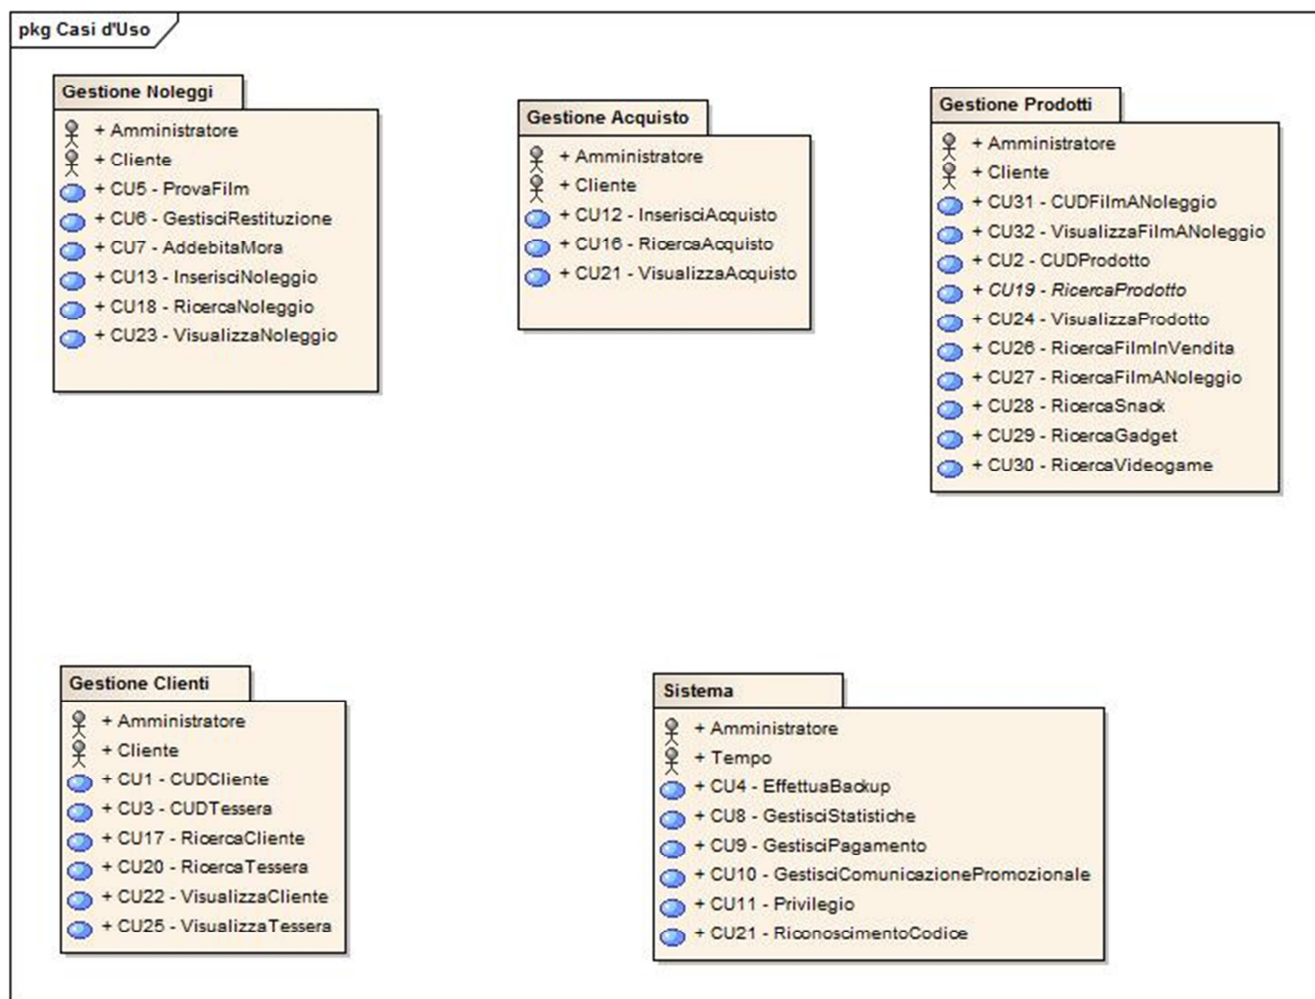 pkg Casi d'Uso
Gestione Noleggi
+ Amministratore
+ Cliente
+ CU5 - ProvaFilm
+ CU6 - GestisciRestituzione
+ CU7 - AddebitaMora
+ CU13 - InserisciNoleggio
+ CU18 - RicercaNoleggio
+ CU23 - VisualizzaNoleggio
Gestione Acquisto
+ Amministratore
+ Cliente
+ CU12 - InserisciAcquisto
+ CU16 - RicercaAcquisto
+ CU21 - VisualizzaAcquisto
Gestione Prodotti
+ Amministratore
+ Cliente
+ CU31 - CUDFilmANoleggio
+ CU32 - VisualizzaFilmANoleggio
+ CU2 - CUDProdotto
+ CU19 - RicercaProdotto
+ CU24 - VisualizzaProdotto
+ CU26 - RicercaFilmInVendita
+ CU27 - RicercaFilmANoleggio
+ CU28 - RicercaSnack
+ CU29 - RicercaGadget
+ CU30 - RicercaVideogame
Gestione Clienti
+ Amministratore
+ Cliente
+ CU1 - CUDCliente
+ CU3 - CUDTessera
+ CU17 - RicercaCliente
+ CU20 - RicercaTessera
+ CU22 - VisualizzaCliente
+ CU25 - VisualizzaTessera
Sistema
+ Amministratore
+ Tempo
+ CU4 - EffettuaBackup
+ CU8 - GestisciStatistiche
+ CU9 - GestisciPagamento
+ CU10 - GestisciComunicazionePromozionale
+ CU11 - Privilegio
+ CU21 - RiconoscimentoCodice